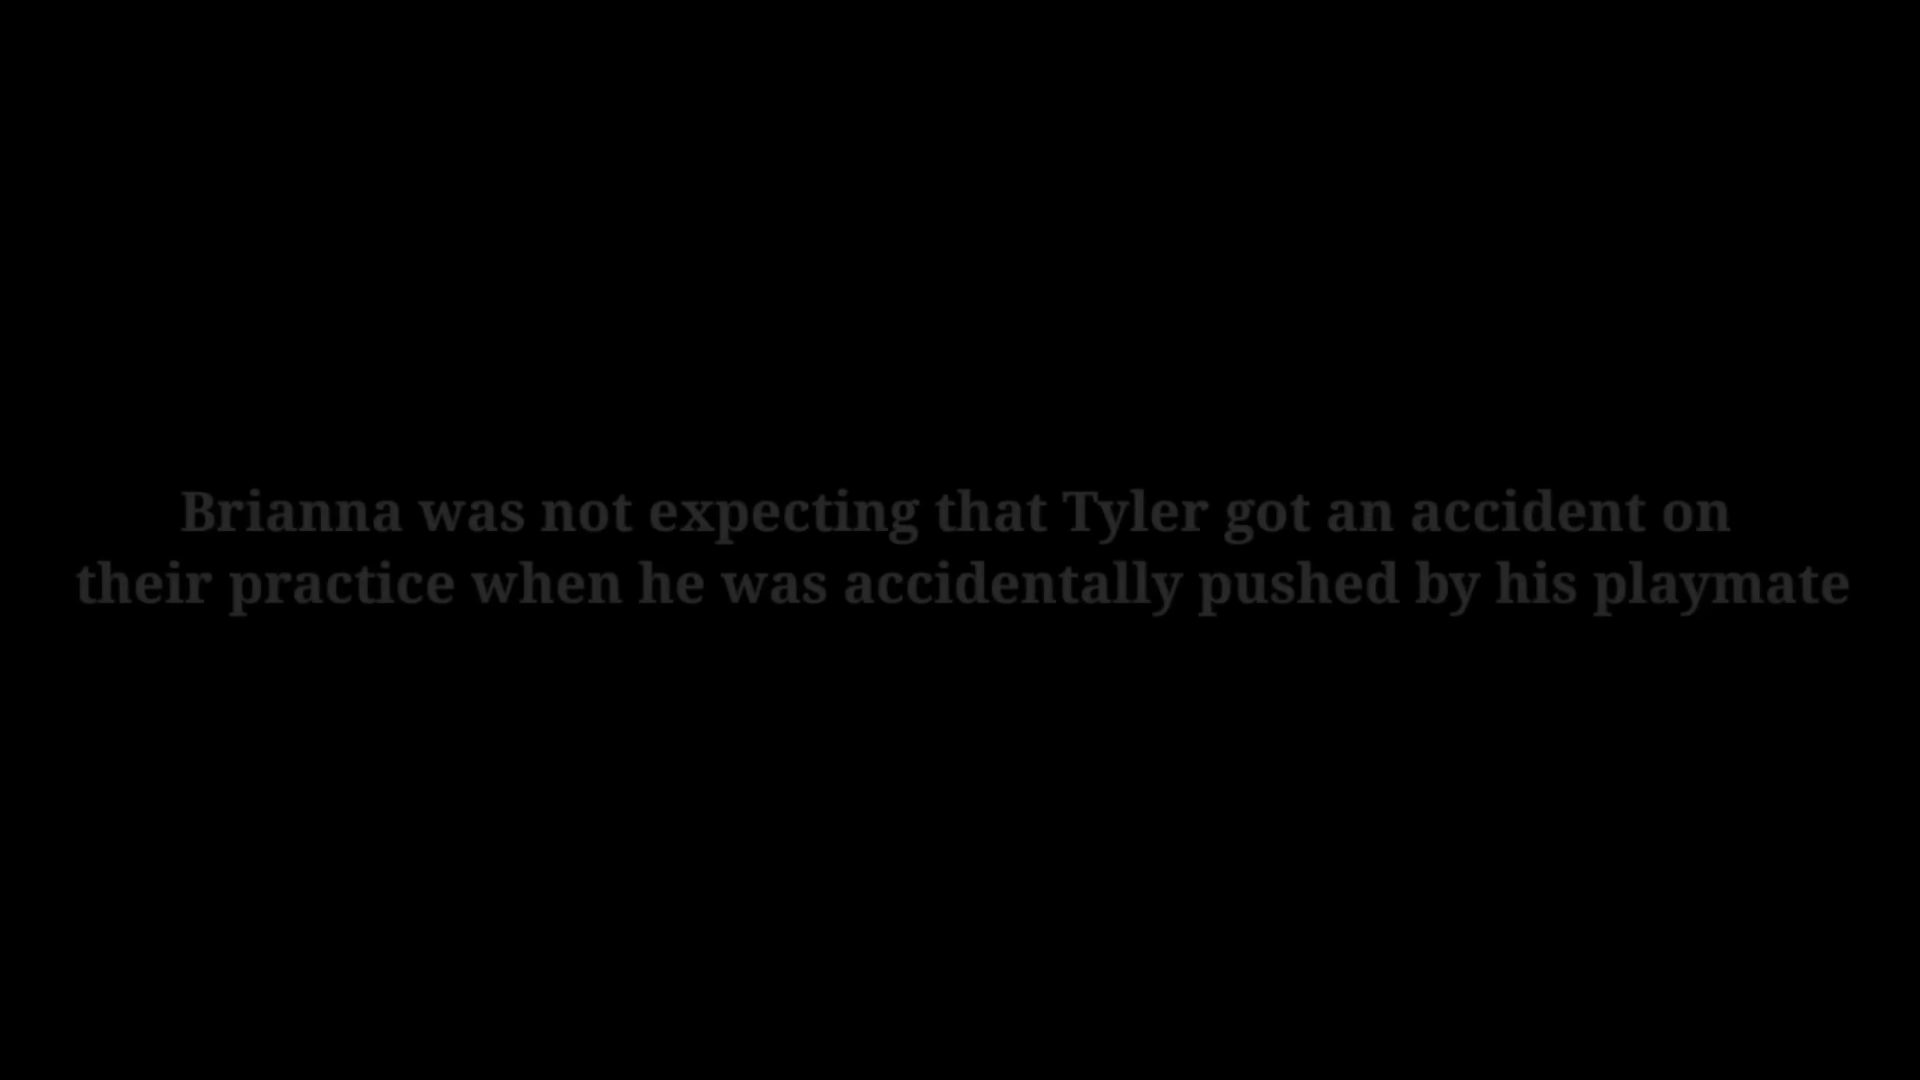 Brianna was not expecting that Tyler got an accident on
their practice when he was accidentally pushed by his playmate